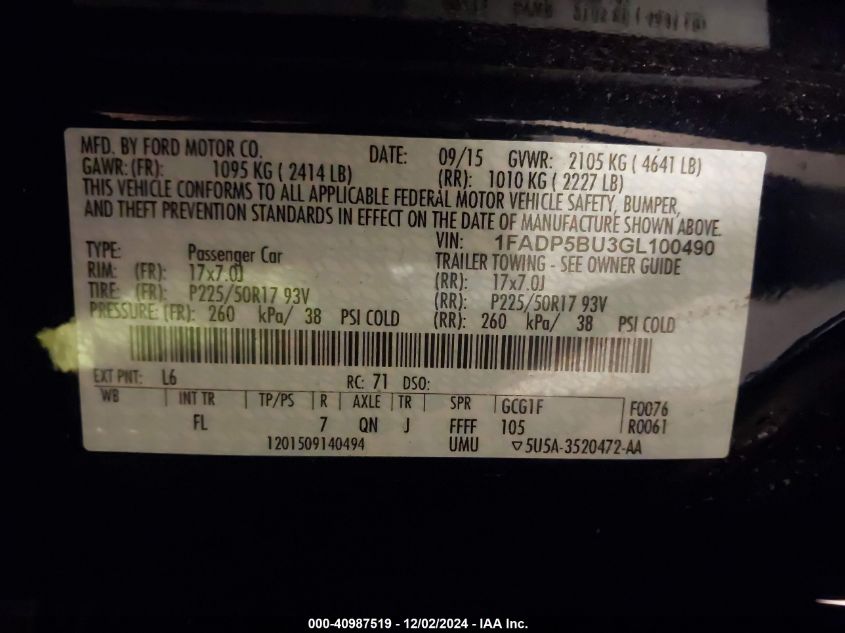 MFD. BY FORD MOTOR CO. DATE: 09/15 GVWR: 2105 KG ( 4641 LB)
GAWR:(FR): 1095 KG ( 2414 LB) (RR): 1010 KG ( 2227 LB)
THIS VEHICLE CONFORMS TO ALL APPLICABLE FEDERAL MOTOR VEHICLE SAFETY, BUMPER,
AND THEFT PREVENTION STANDARDS IN EFFECT ON THE DATE OF MANUFACTURE SHOWN ABOVE.
VIN: 1FADP5BU3GL100490
TYPE: Passenger Car TRAILER TOWING - SEE OWNER GUIDE
RIM: (FR): 17x7.0J (RR): 17x7.0J
TIRE: (FR): P225/50R17 93V (RR): P225/50R17 93V
PRESSURE: (FR): 260 kPa/ 38 PSI COLD (RR): 260 kPa/ 38 PSI COLD
EXT PNT: L6 RC: 71 DSO:
WB INT TR TP/PS R AXLE TR SPR GCG1F F0076
FL 7 QN J FFFF 105 R0061
1201509140494 UMU ▽5U5A-3520472-AA
000-40987519 - 12/02/2024 - IAA Inc.